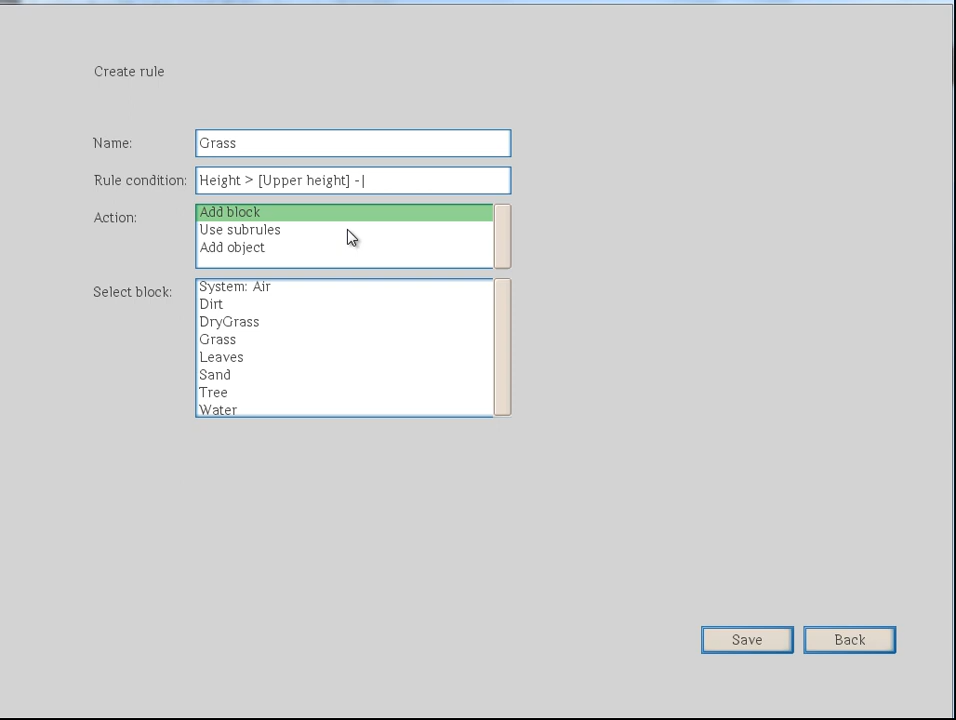 Create rule
Name: Grass
Rule condition: Height > [Upper height] -
Action: Add block
Use subrules
Add object
Select block: System: Air
Dirt
DryGrass
Grass
Leaves
Sand
Tree
Water
Save Back